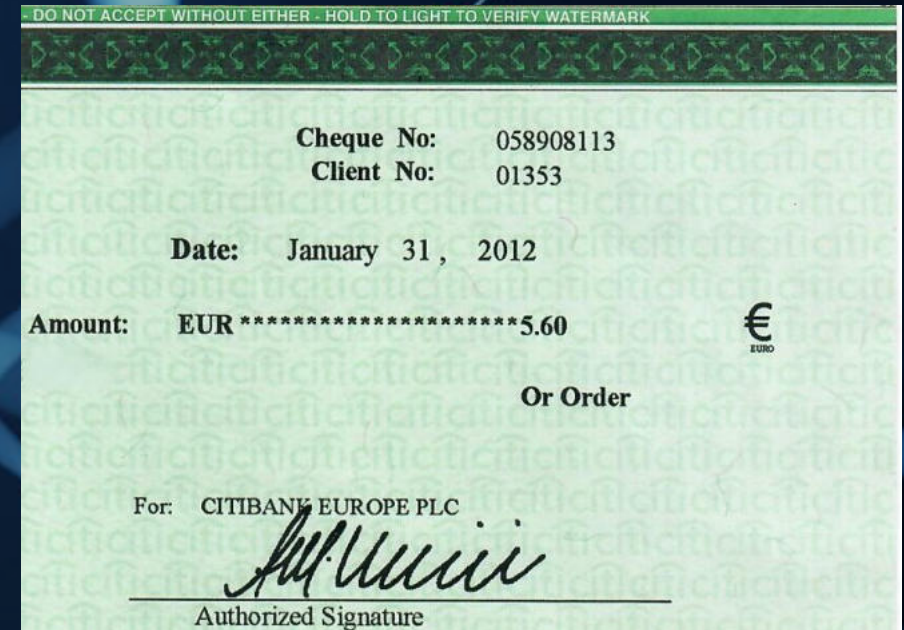 - DO NOT ACCEPT WITHOUT EITHER - HOLD TO LIGHT TO VERIFY WATERMARK
Cheque No: 058908113
Client No: 01353
Date: January 31, 2012
Amount: EUR *********************5.60 €
EURO
Or Order
For: CITIBANK EUROPE PLC
Authorized Signature